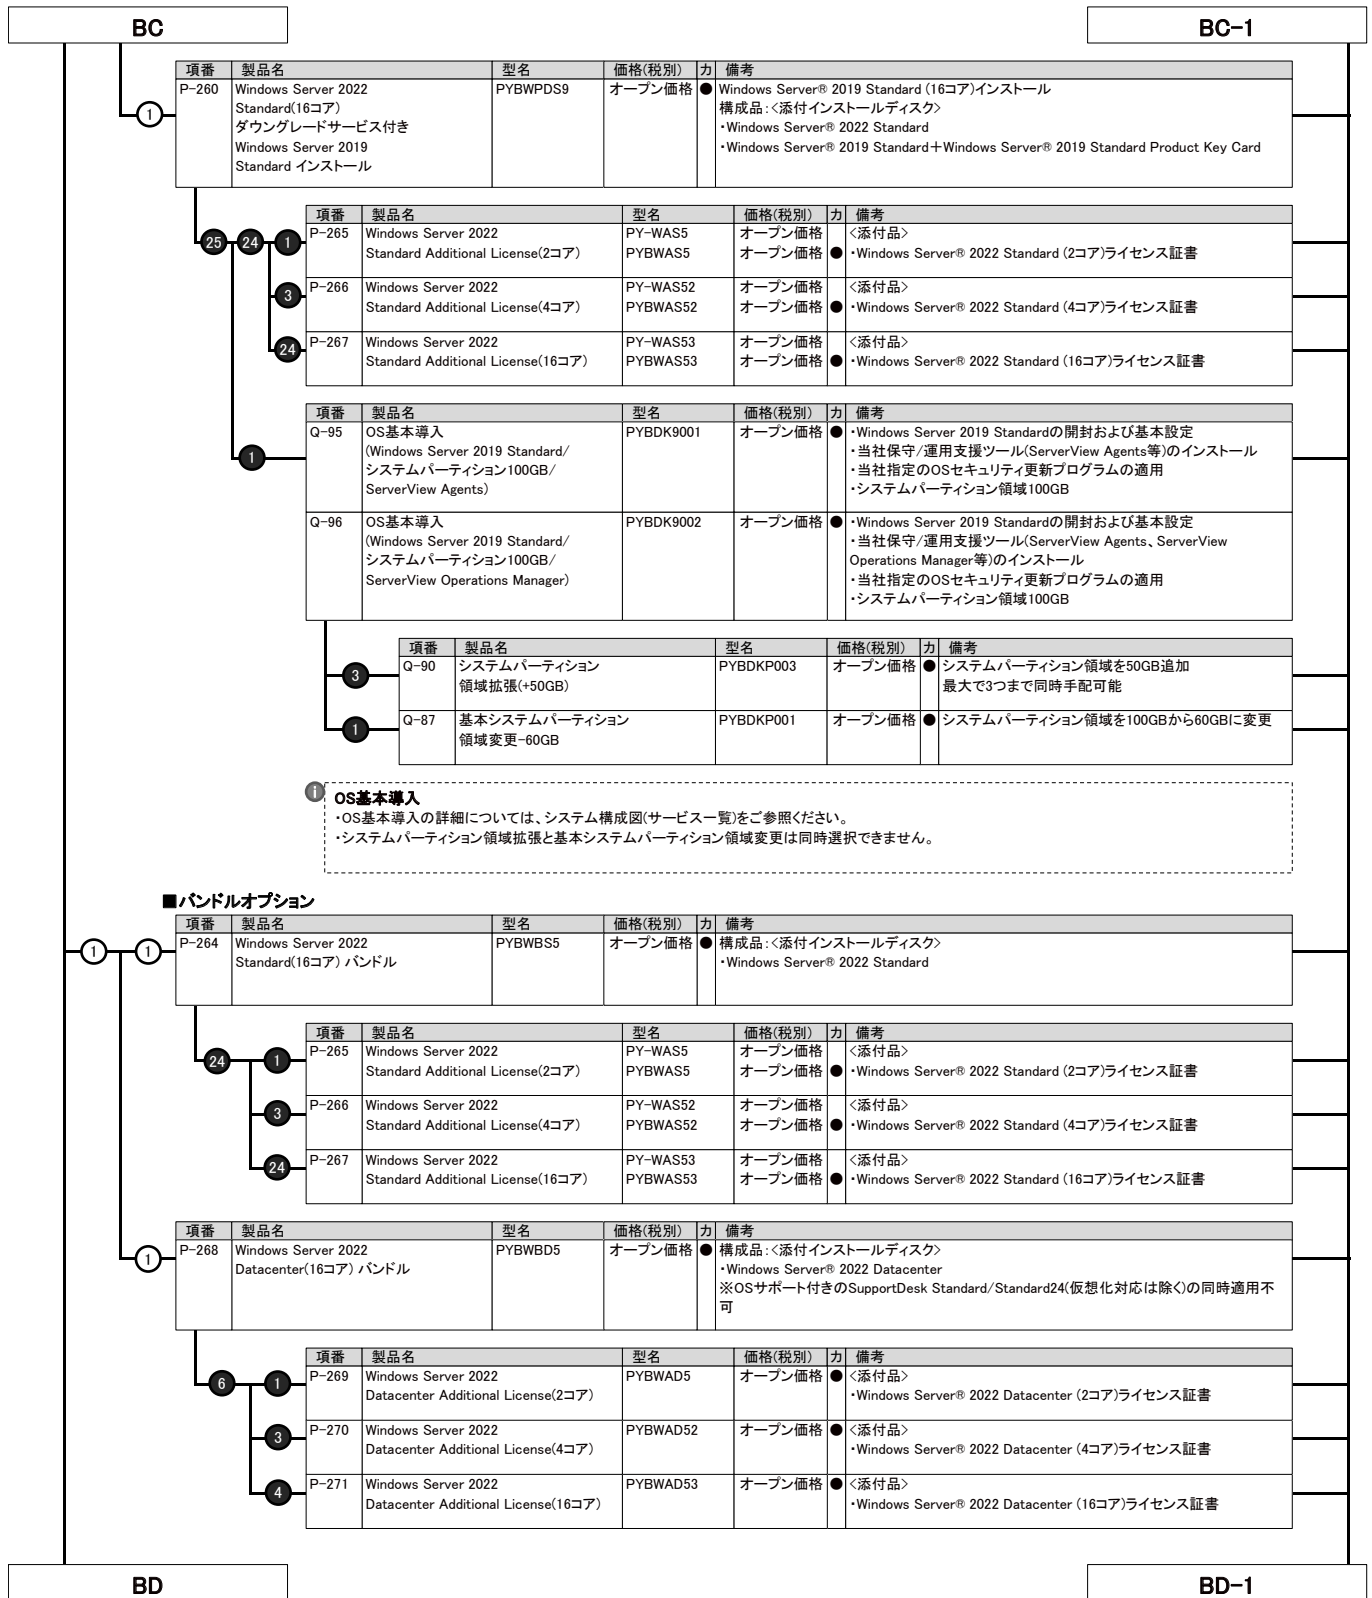 BC
BC-1
項番 製品名 型名 価格(税別) カ 備考
P-260 Windows Server 2022 PYBWPDS9 オープン価格 ● Windows Server® 2019 Standard (16コア)インストール
Standard(16コア) 構成品:<添付インストールディスク>
ダウングレードサービス付き ・Windows Server® 2022 Standard
Windows Server 2019 ・Windows Server® 2019 Standard+Windows Server® 2019 Standard Product Key Card
Standard インストール
1
項番 製品名 型名 価格(税別) カ 備考
25 24 1 P-265 Windows Server 2022 PY-WAS5 オープン価格 <添付品>
Standard Additional License(2コア) PYBWAS5 オープン価格 ● ・Windows Server® 2022 Standard (2コア)ライセンス証書
3 P-266 Windows Server 2022 PY-WAS52 オープン価格 <添付品>
Standard Additional License(4コア) PYBWAS52 オープン価格 ● ・Windows Server® 2022 Standard (4コア)ライセンス証書
24 P-267 Windows Server 2022 PY-WAS53 オープン価格 <添付品>
Standard Additional License(16コア) PYBWAS53 オープン価格 ● ・Windows Server® 2022 Standard (16コア)ライセンス証書
項番 製品名 型名 価格(税別) カ 備考
Q-95 OS基本導入 PYBDK9001 オープン価格 ● ・Windows Server 2019 Standardの開封および基本設定
(Windows Server 2019 Standard/ ・当社保守/運用支援ツール(ServerView Agents等)のインストール
1 システムパーティション100GB/ ・当社指定のOSセキュリティ更新プログラムの適用
ServerView Agents) ・システムパーティション領域100GB
Q-96 OS基本導入 PYBDK9002 オープン価格 ● ・Windows Server 2019 Standardの開封および基本設定
(Windows Server 2019 Standard/ ・当社保守/運用支援ツール(ServerView Agents、ServerView
システムパーティション100GB/ Operations Manager等)のインストール
ServerView Operations Manager) ・当社指定のOSセキュリティ更新プログラムの適用
・システムパーティション領域100GB
項番 製品名 型名 価格(税別) カ 備考
3 Q-90 システムパーティション PYBDKP003 オープン価格 ● システムパーティション領域を50GB追加
領域拡張(+50GB) 最大で3つまで同時手配可能
1 Q-87 基本システムパーティション PYBDKP001 オープン価格 ● システムパーティション領域を100GBから60GBに変更
領域変更-60GB
i OS基本導入
・OS基本導入の詳細については、システム構成図(サービス一覧)をご参照ください。
・システムパーティション領域拡張と基本システムパーティション領域変更は同時選択できません。
■バンドルオプション
項番 製品名 型名 価格(税別) カ 備考
1 1 P-264 Windows Server 2022 PYBWBS5 オープン価格 ● 構成品:<添付インストールディスク>
Standard(16コア) バンドル ・Windows Server® 2022 Standard
項番 製品名 型名 価格(税別) カ 備考
24 1 P-265 Windows Server 2022 PY-WAS5 オープン価格 <添付品>
Standard Additional License(2コア) PYBWAS5 オープン価格 ● ・Windows Server® 2022 Standard (2コア)ライセンス証書
3 P-266 Windows Server 2022 PY-WAS52 オープン価格 <添付品>
Standard Additional License(4コア) PYBWAS52 オープン価格 ● ・Windows Server® 2022 Standard (4コア)ライセンス証書
24 P-267 Windows Server 2022 PY-WAS53 オープン価格 <添付品>
Standard Additional License(16コア) PYBWAS53 オープン価格 ● ・Windows Server® 2022 Standard (16コア)ライセンス証書
項番 製品名 型名 価格(税別) カ 備考
1 P-268 Windows Server 2022 PYBWBD5 オープン価格 ● 構成品:<添付インストールディスク>
Datacenter(16コア) バンドル ・Windows Server® 2022 Datacenter
※OSサポート付きのSupportDesk Standard/Standard24(仮想化対応は除く)の同時適用不
可
項番 製品名 型名 価格(税別) カ 備考
6 1 P-269 Windows Server 2022 PYBWAD5 オープン価格 ● <添付品>
Datacenter Additional License(2コア) ・Windows Server® 2022 Datacenter (2コア)ライセンス証書
3 P-270 Windows Server 2022 PYBWAD52 オープン価格 ● <添付品>
Datacenter Additional License(4コア) ・Windows Server® 2022 Datacenter (4コア)ライセンス証書
4 P-271 Windows Server 2022 PYBWAD53 オープン価格 ● <添付品>
Datacenter Additional License(16コア) ・Windows Server® 2022 Datacenter (16コア)ライセンス証書
BD
BD-1